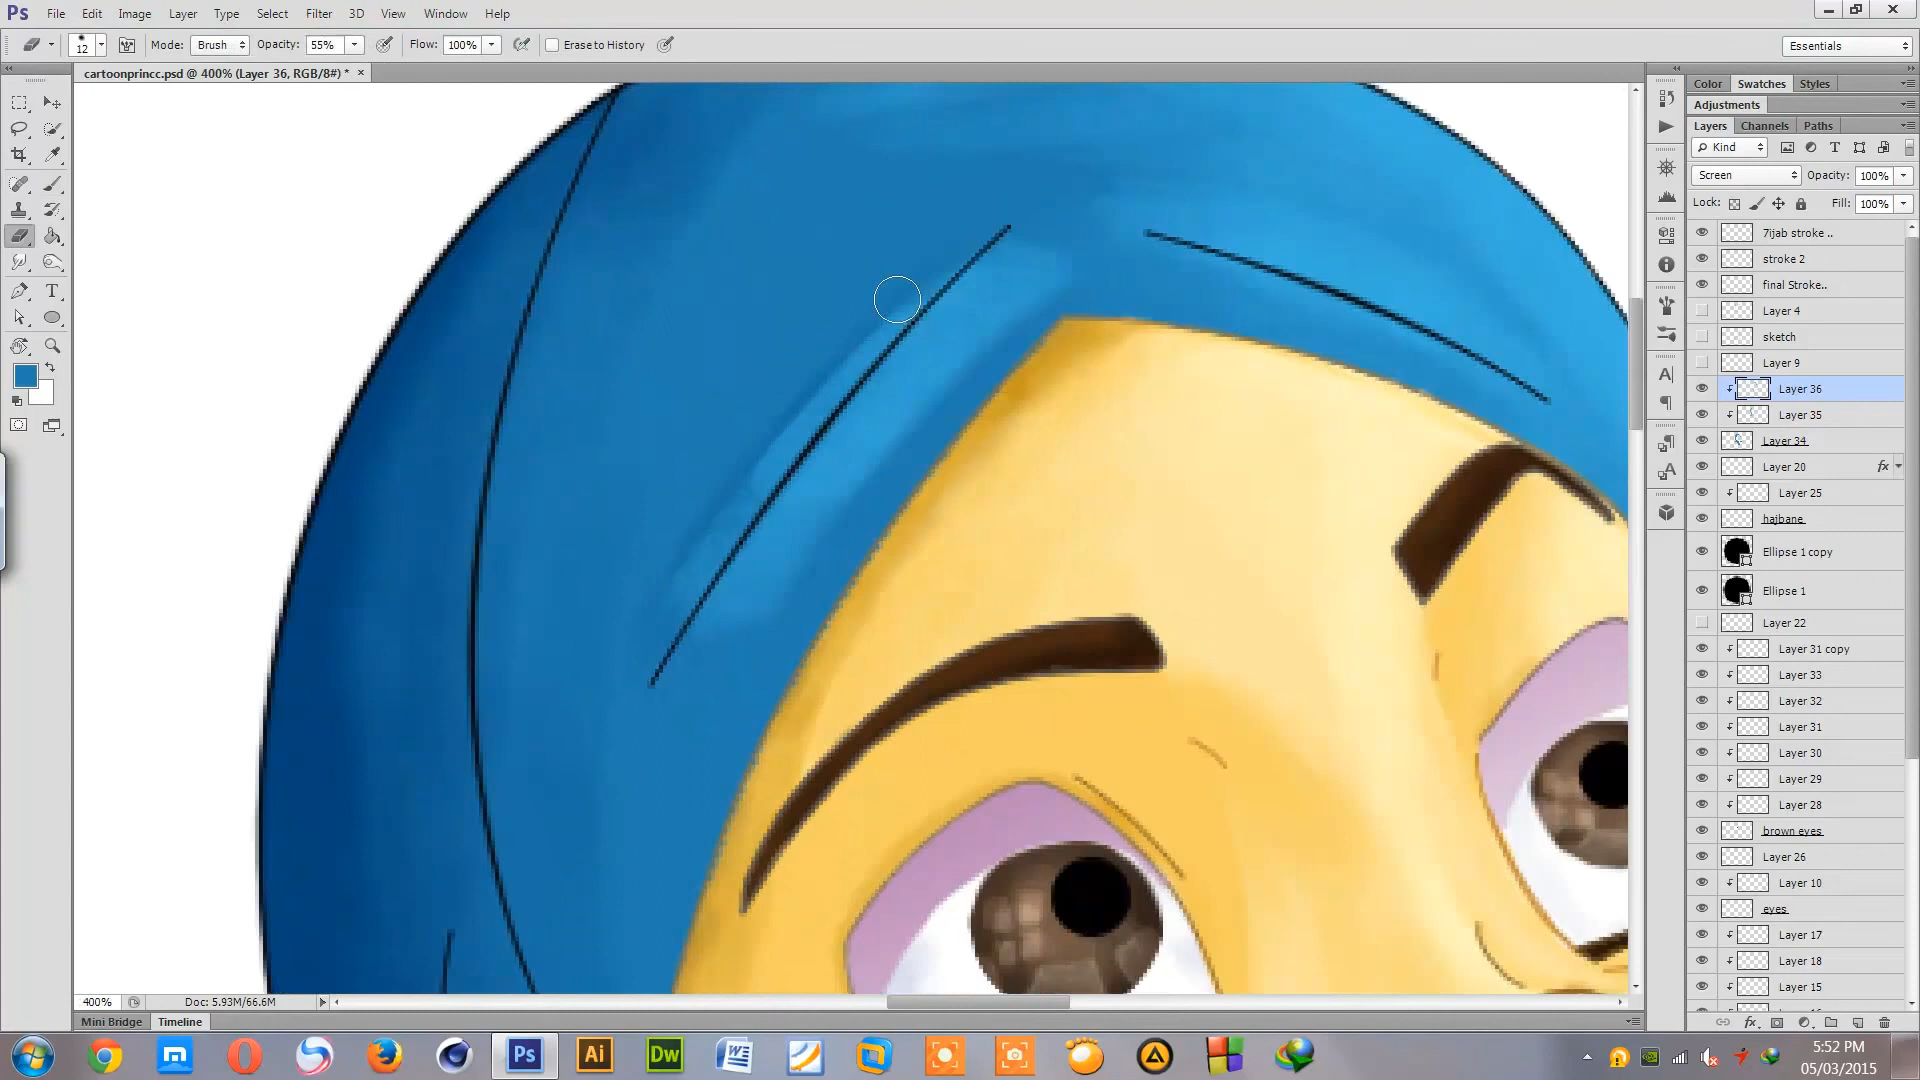 Ps File Edit Image Layer Type Select Filter 3D View Window Help
12 Mode: Brush Opacity: 55% Flow: 100% Erase to History Essentials
cartoonprincc.psd @ 400% (Layer 36, RGB/8#) * ×
Color Swatches Styles
Adjustments
Layers Channels Paths
Kind
Screen Opacity: 100%
Lock: Fill: 100%
7ijab stroke ..
stroke 2
final Stroke..
Layer 4
sketch
Layer 9
Layer 36
Layer 35
Layer 34
Layer 20 fx
Layer 25
hajbane
Ellipse 1 copy
Ellipse 1
Layer 22
Layer 31 copy
Layer 33
Layer 32
Layer 31
Layer 30
Layer 29
Layer 28
brown eyes
Layer 26
Layer 10
eyes
Layer 17
Layer 18
Layer 15
400% Doc: 5.93M/66.6M
Mini Bridge Timeline
Ps Ai Dw
5:52 PM
05/03/2015